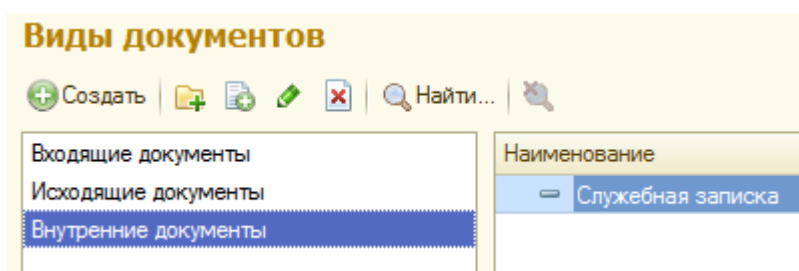 Виды документов
Создать Найти...
Входящие документы
Исходящие документы
Внутренние документы
Наименование
Служебная записка